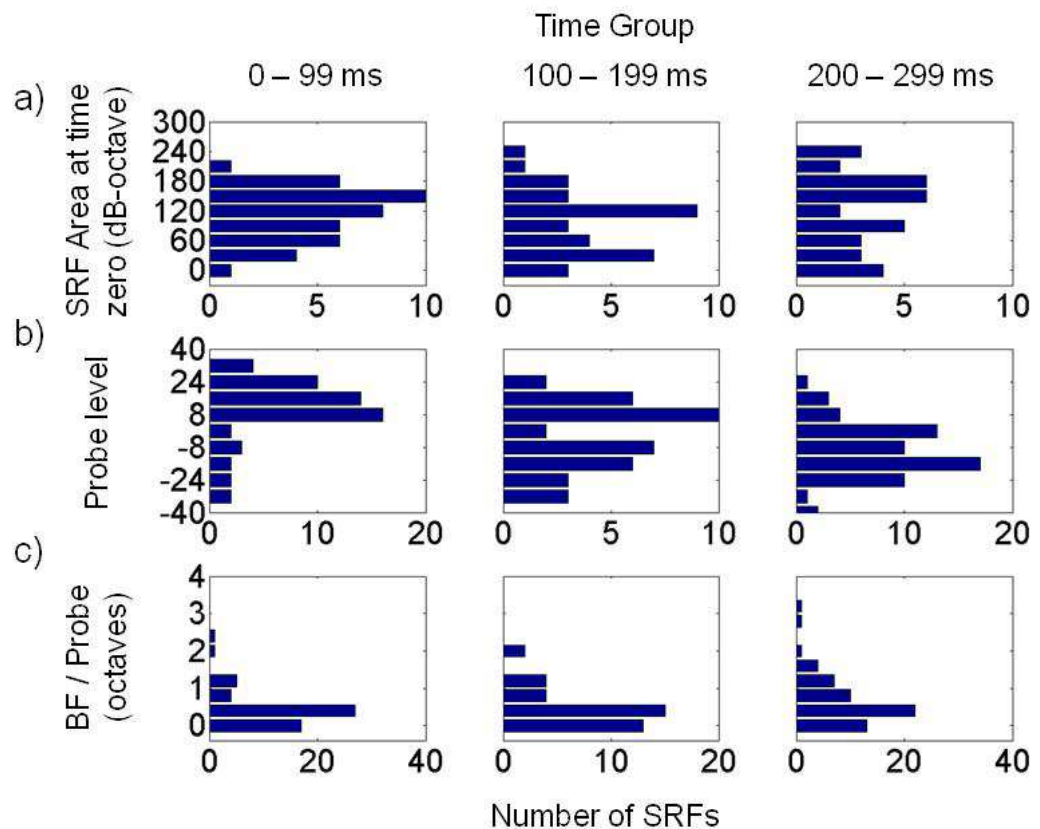 Time Group
0 – 99 ms
100 – 199 ms
200 – 299 ms
a)
SRF Area at time
zero (dB-octave)
300
240
180
120
60
0
0 5 10
0 5 10
0 5 10
b)
Probe level
40
24
8
-8
-24
-40
0 10 20
0 5 10
0 10 20
c)
BF / Probe
(octaves)
4
3
2
1
0
0 20 40
0 10 20
0 20 40
Number of SRFs